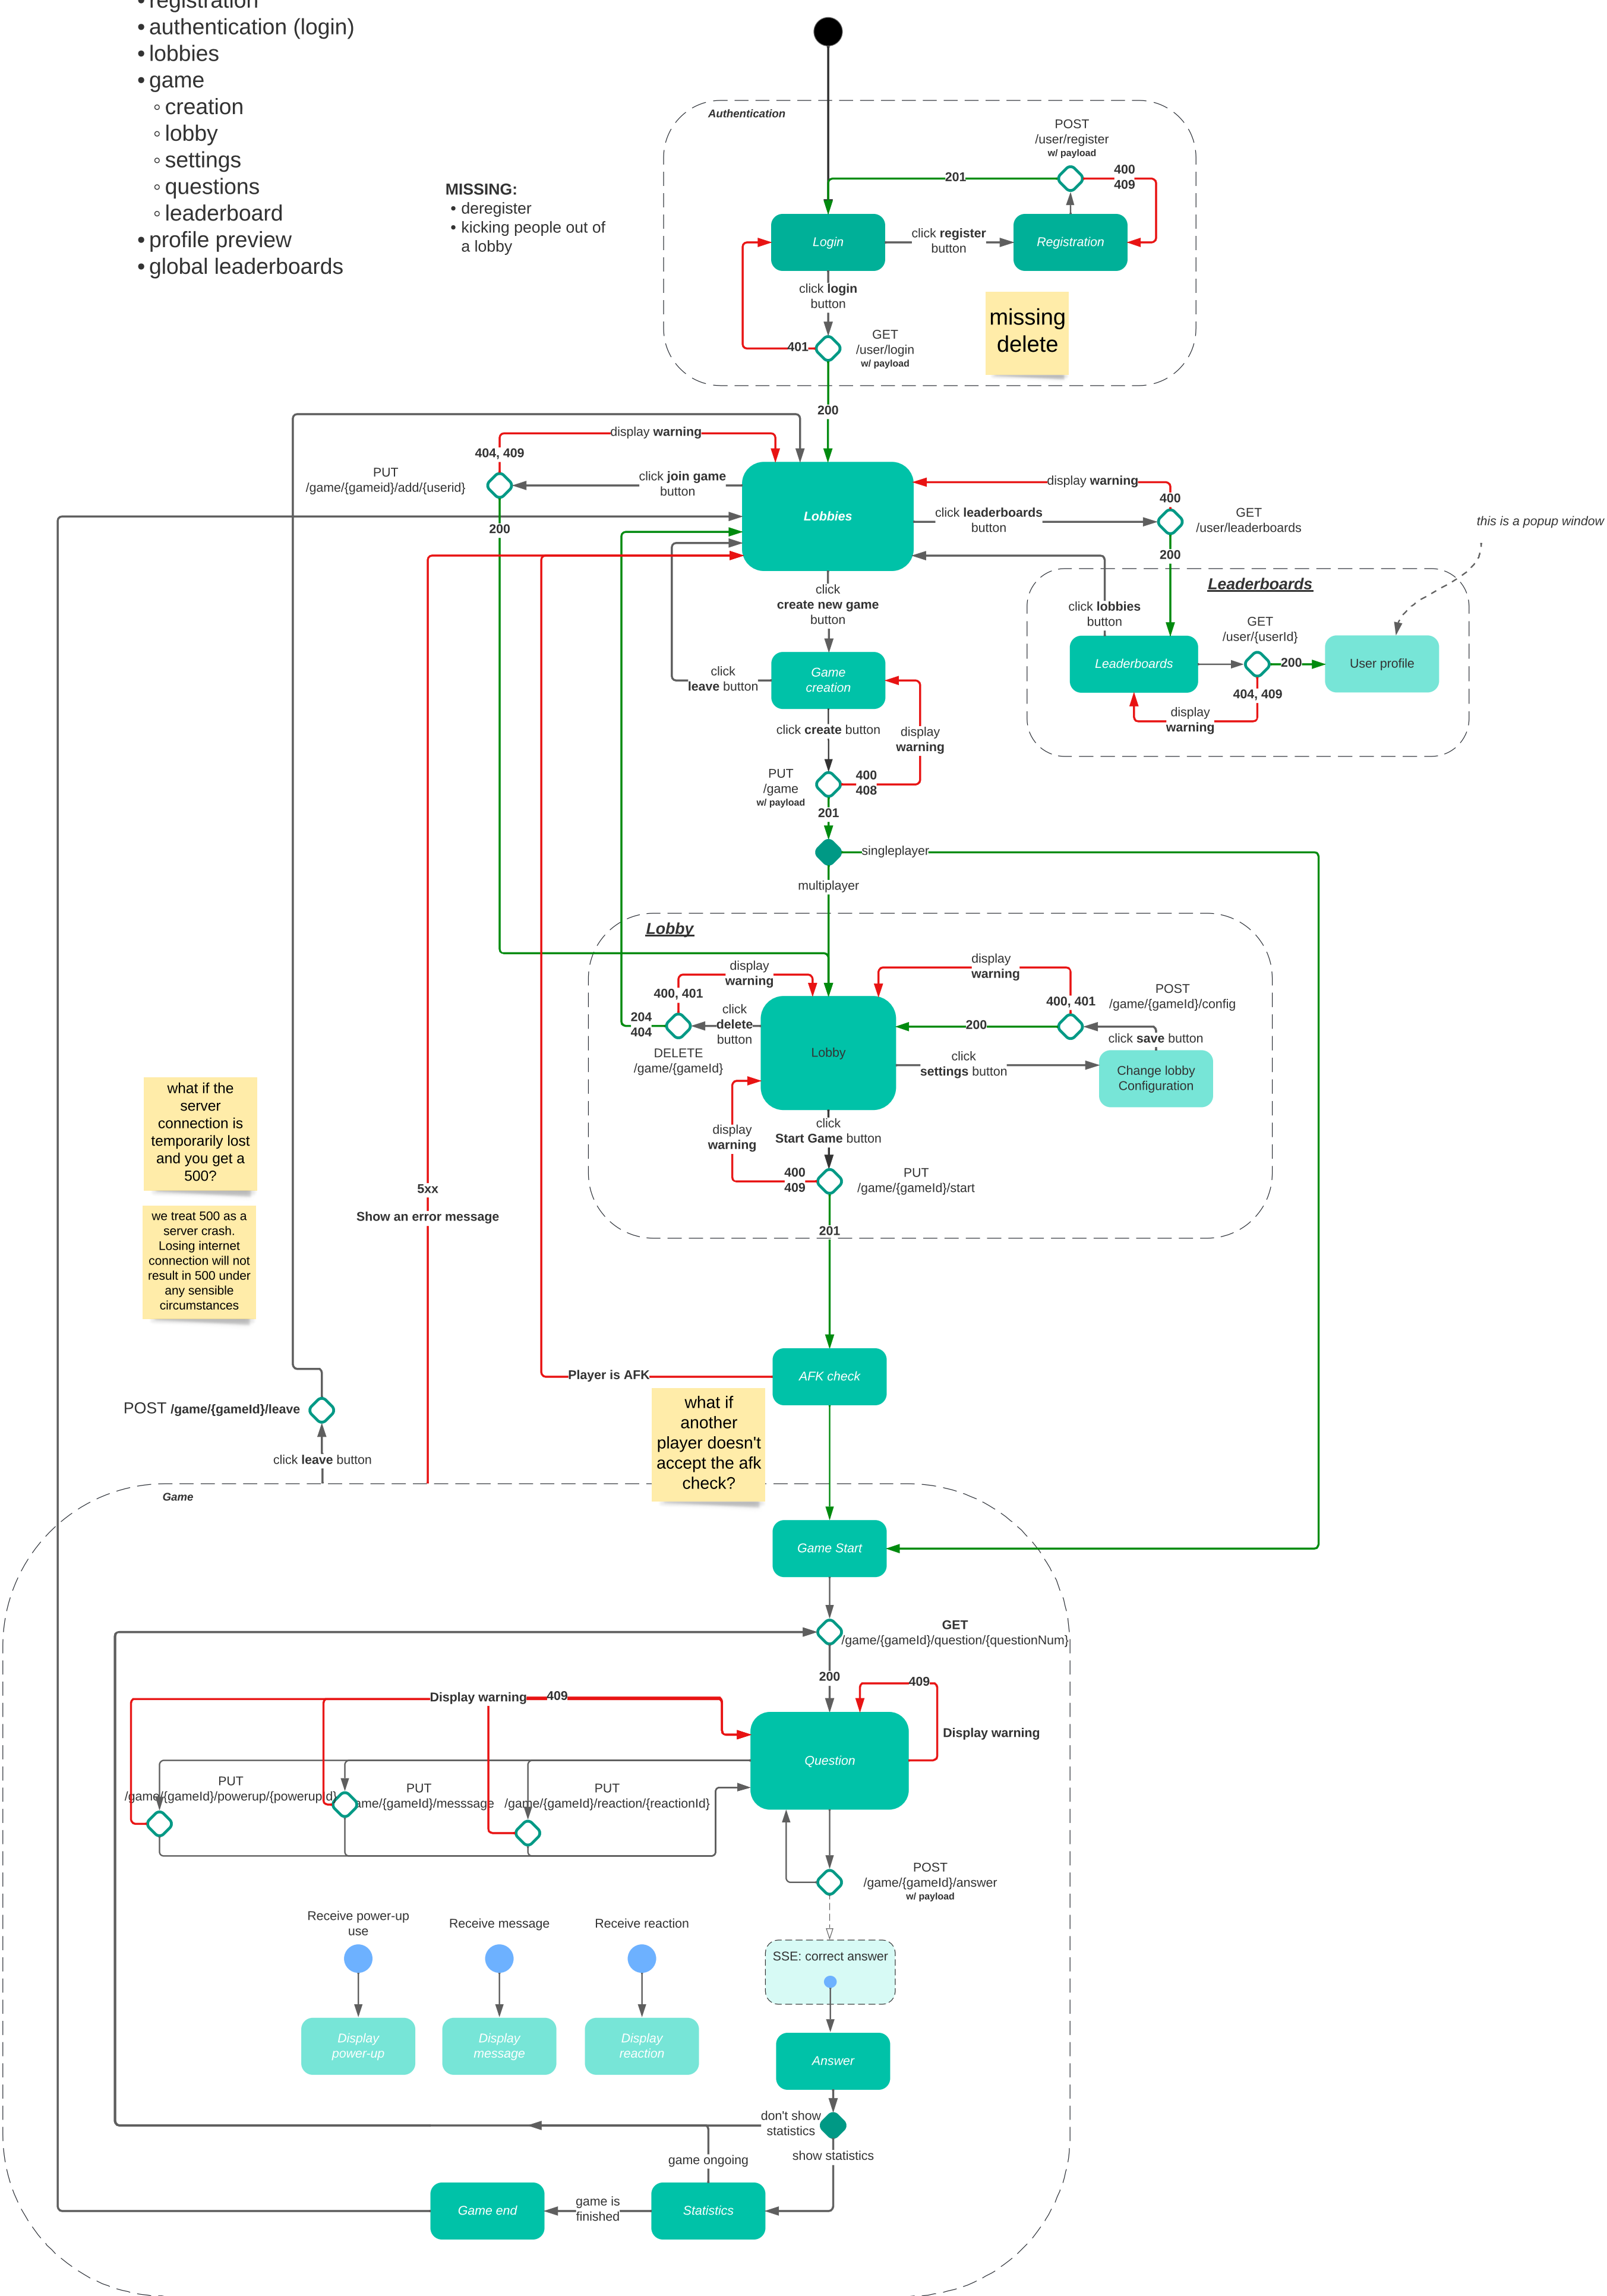 • registration
• authentication (login)
• lobbies
• game
◦ creation
◦ lobby
◦ settings
◦ questions
◦ leaderboard
• profile preview
• global leaderboards
MISSING:
• deregister
• kicking people out of
a lobby
Authentication
POST
/user/register
w/ payload
201
400
409
Login
click register
button
Registration
click login
button
missing
delete
GET
/user/login
w/ payload
401
200
display warning
404, 409
PUT
/game/{gameid}/add/{userid}
click join game
button
200
Lobbies
display warning
400
click leaderboards
button
GET
/user/leaderboards
200
this is a popup window
Leaderboards
click lobbies
button
GET
/user/{userId}
Leaderboards
200
User profile
404, 409
display
warning
click
create new game
button
click
leave button
Game
creation
click create button
display
warning
PUT
/game
w/ payload
400
408
201
singleplayer
multiplayer
Lobby
display
warning
400, 401
204
404
click
delete
button
DELETE
/game/{gameId}
Lobby
display
warning
400, 401
POST
/game/{gameId}/config
200
click save button
click
settings button
Change lobby
Configuration
display
warning
click
Start Game button
400
409
PUT
/game/{gameId}/start
201
what if the
server
connection is
temporarily lost
and you get a
500?
we treat 500 as a
server crash.
Losing internet
connection will not
result in 500 under
any sensible
circumstances
5xx
Show an error message
Player is AFK
AFK check
what if
another
player doesn't
accept the afk
check?
POST /game/{gameId}/leave
click leave button
Game
Game Start
GET
/game/{gameId}/question/{questionNum}
200
409
Display warning
Display warning
409
Question
PUT
/game/{gameId}/powerup/{powerupId}
PUT
ame/{gameId}/messsage
PUT
/game/{gameId}/reaction/{reactionId}
POST
/game/{gameId}/answer
w/ payload
Receive power-up
use
Receive message
Receive reaction
SSE: correct answer
Display
power-up
Display
message
Display
reaction
Answer
don't show
statistics
show statistics
game ongoing
Game end
game is
finished
Statistics